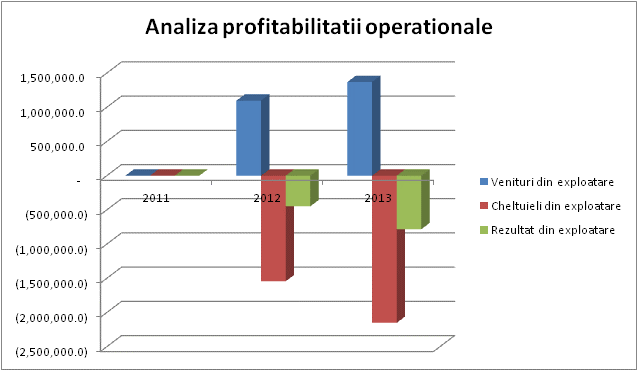 Analiza profitabilitatii operationale
1,500,000.0
1,000,000.0
500,000.0
-
(500,000.0)
(1,000,000.0)
(1,500,000.0)
(2,000,000.0)
(2,500,000.0)
2011 2012 2013
Venituri din exploatare
Cheltuieli din exploatare
Rezultat din exploatare